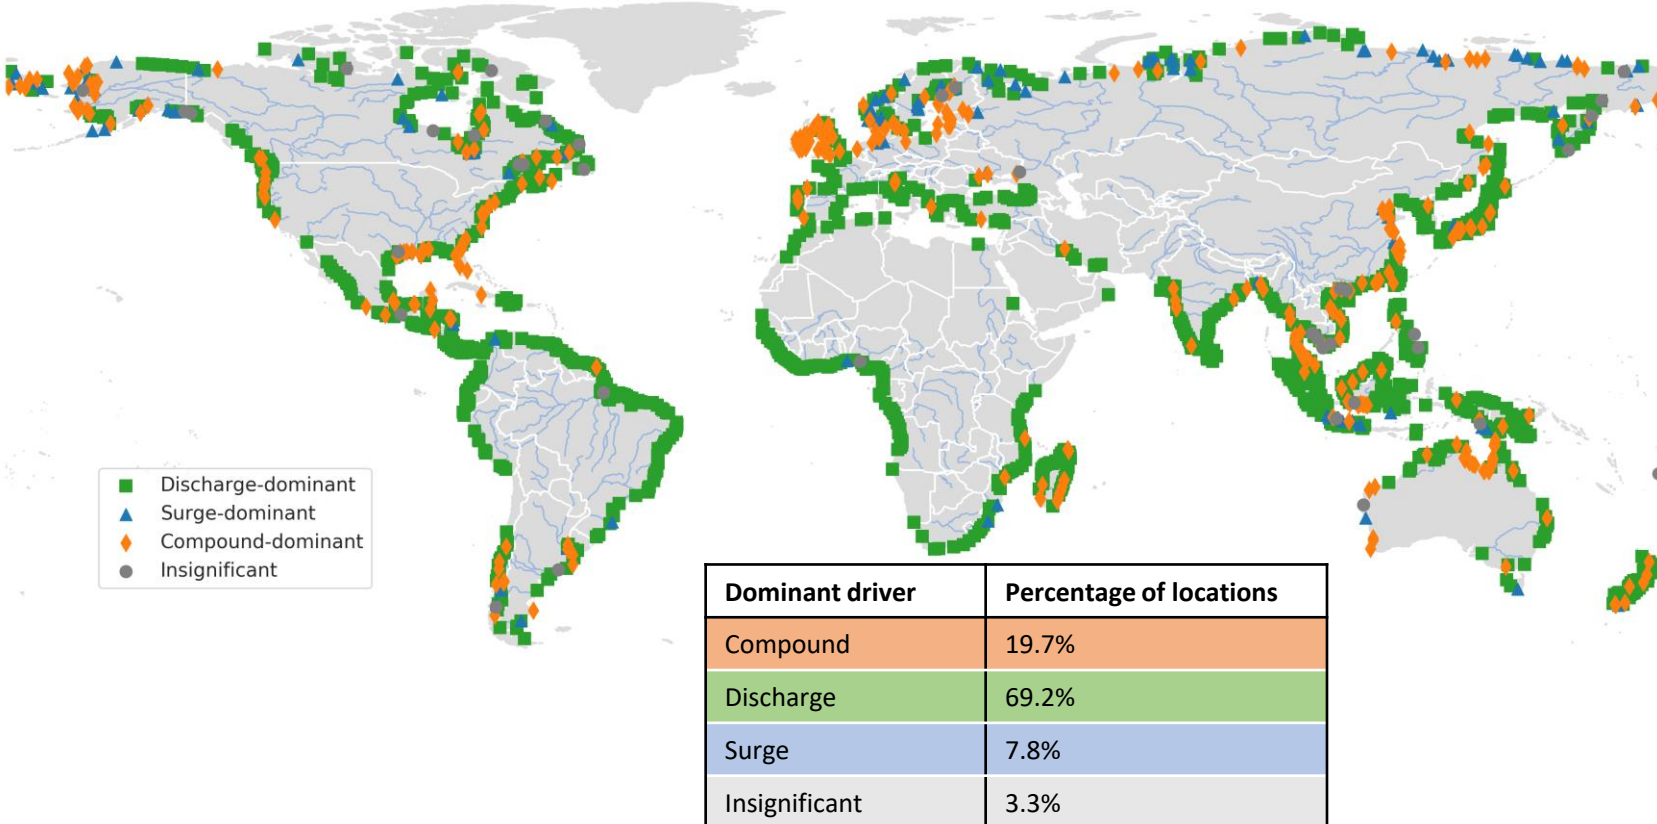 Discharge-dominant
Surge-dominant
Compound-dominant
Insignificant
Dominant driver Percentage of locations
Compound 19.7%
Discharge 69.2%
Surge 7.8%
Insignificant 3.3%